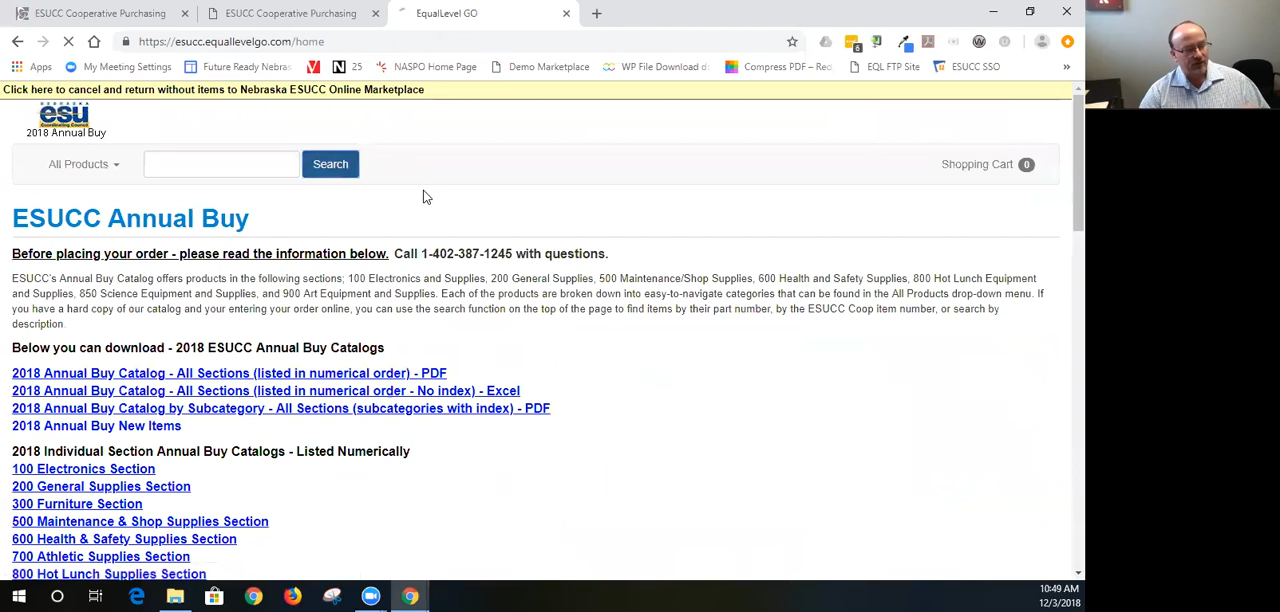 ESUCC Cooperative Purchasing
ESUCC Cooperative Purchasing
EqualLevel GO
https://esucc.equallevelgo.com/home
Apps
My Meeting Settings
Future Ready Nebras
25
NASPO Home Page
Demo Marketplace
WP File Download d
Compress PDF – Red
EQL FTP Site
ESUCC SSO
»
Click here to cancel and return without items to Nebraska ESUCC Online Marketplace
esu
2018 Annual Buy
All Products
Search
Shopping Cart 0
ESUCC Annual Buy
Before placing your order - please read the information below. Call 1-402-387-1245 with questions.
ESUCC's Annual Buy Catalog offers products in the following sections; 100 Electronics and Supplies, 200 General Supplies, 500 Maintenance/Shop Supplies, 600 Health and Safety Supplies, 800 Hot Lunch Equipment
and Supplies, 850 Science Equipment and Supplies, and 900 Art Equipment and Supplies. Each of the products are broken down into easy-to-navigate categories that can be found in the All Products drop-down menu. If
you have a hard copy of our catalog and your entering your order online, you can use the search function on the top of the page to find items by their part number, by the ESUCC Coop item number, or search by
description.
Below you can download - 2018 ESUCC Annual Buy Catalogs
2018 Annual Buy Catalog - All Sections (listed in numerical order) - PDF
2018 Annual Buy Catalog - All Sections (listed in numerical order - No index) - Excel
2018 Annual Buy Catalog by Subcategory - All Sections (subcategories with index) - PDF
2018 Annual Buy New Items
2018 Individual Section Annual Buy Catalogs - Listed Numerically
100 Electronics Section
200 General Supplies Section
300 Furniture Section
500 Maintenance & Shop Supplies Section
600 Health & Safety Supplies Section
700 Athletic Supplies Section
800 Hot Lunch Supplies Section
10:49 AM
12/3/2018